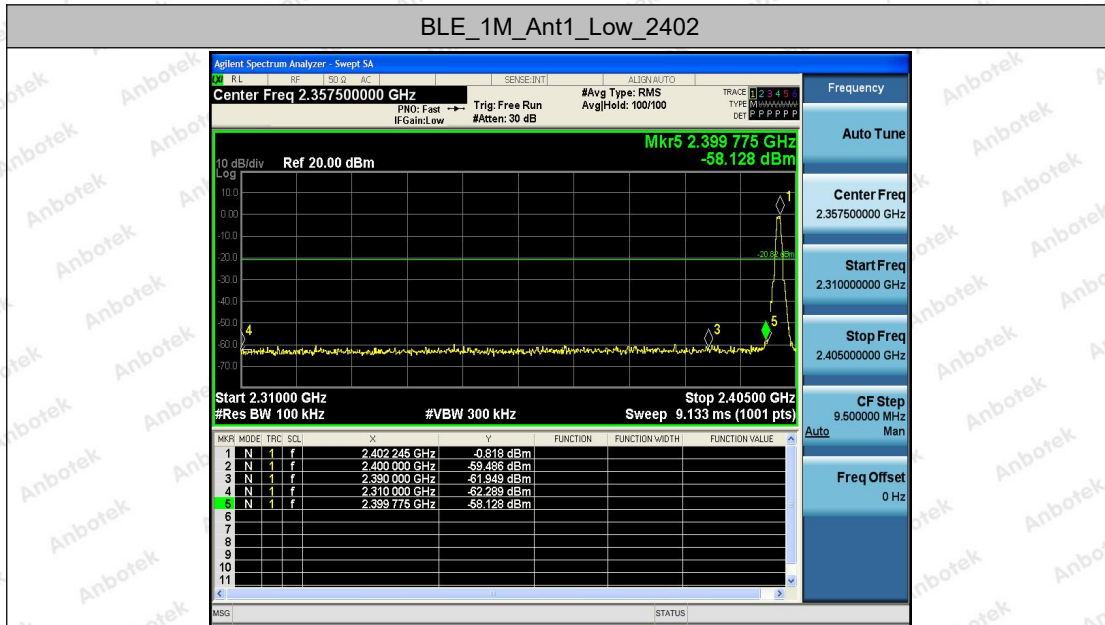 BLE_1M_Ant1_Low_2402
Agilent Spectrum Analyzer - Swept SA
RL RF 50 Ω AC SENSE:INT ALIGNAUTO
Center Freq 2.357500000 GHz
PNO: Fast
IFGain:Low
Trig: Free Run
#Atten: 30 dB
#Avg Type: RMS
Avg|Hold: 100/100
TRACE 1 2 3 4 5 6
TYPE M WWWWW
DET P P P P P P
Mkr5 2.399 775 GHz
-58.128 dBm
10 dB/div Ref 20.00 dBm
Log
10.0
0.00
-10.0
-20.0
-30.0
-40.0
-50.0
-60.0
-70.0
1
-20.82 dBm
4
3
5
Start 2.31000 GHz Stop 2.40500 GHz
#Res BW 100 kHz #VBW 300 kHz Sweep 9.133 ms (1001 pts)
MKR MODE TRC SCL X Y FUNCTION FUNCTION WIDTH FUNCTION VALUE
1 N 1 f 2.402 245 GHz -0.818 dBm
2 N 1 f 2.400 000 GHz -59.486 dBm
3 N 1 f 2.390 000 GHz -61.949 dBm
4 N 1 f 2.310 000 GHz -62.289 dBm
5 N 1 f 2.399 775 GHz -58.128 dBm
6
7
8
9
10
11
MSG STATUS
Frequency
Auto Tune
Center Freq
2.357500000 GHz
Start Freq
2.310000000 GHz
Stop Freq
2.405000000 GHz
CF Step
9.500000 MHz
Auto Man
Freq Offset
0 Hz
Anbotek